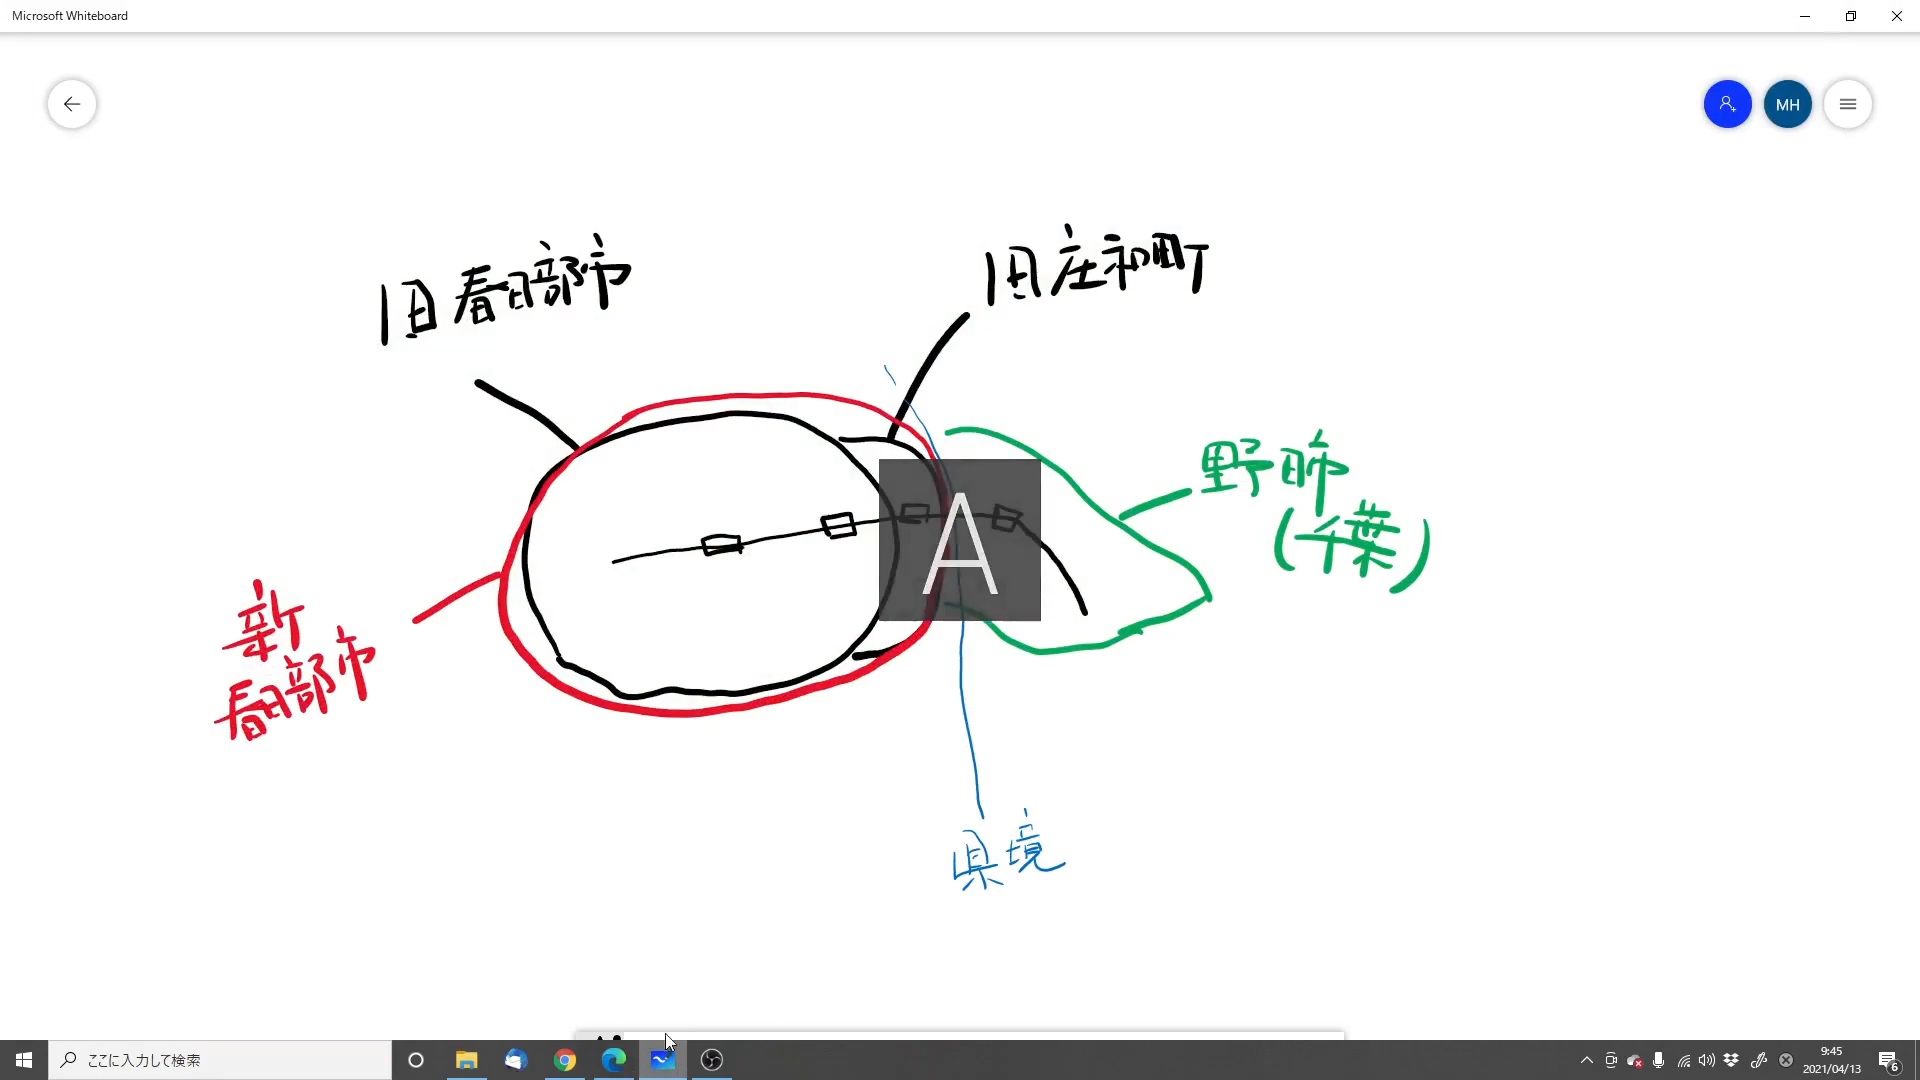 Microsoft Whiteboard
MH
旧春日部市
旧庄和町
野田市
(千葉)
新
春日部市
県境
A
ここに入力して検索
9:45
2021/04/13
6